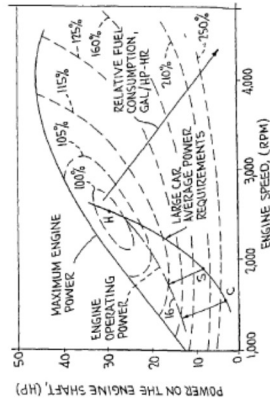 125%
160%
115%
105%
100%
RELATIVE FUEL
CONSUMPTION,
GAL/HP-HR
210%
250%
MAXIMUM ENGINE
POWER
ENGINE
OPERATING
POWER
H
LARGE CAR
AVERAGE POWER
REQUIREMENTS
16
S
C
POWER ON THE ENGINE SHAFT, (HP)
50
40
30
20
10
0
1,000
2,000
3,000
4,000
ENGINE SPEED, (RPM)